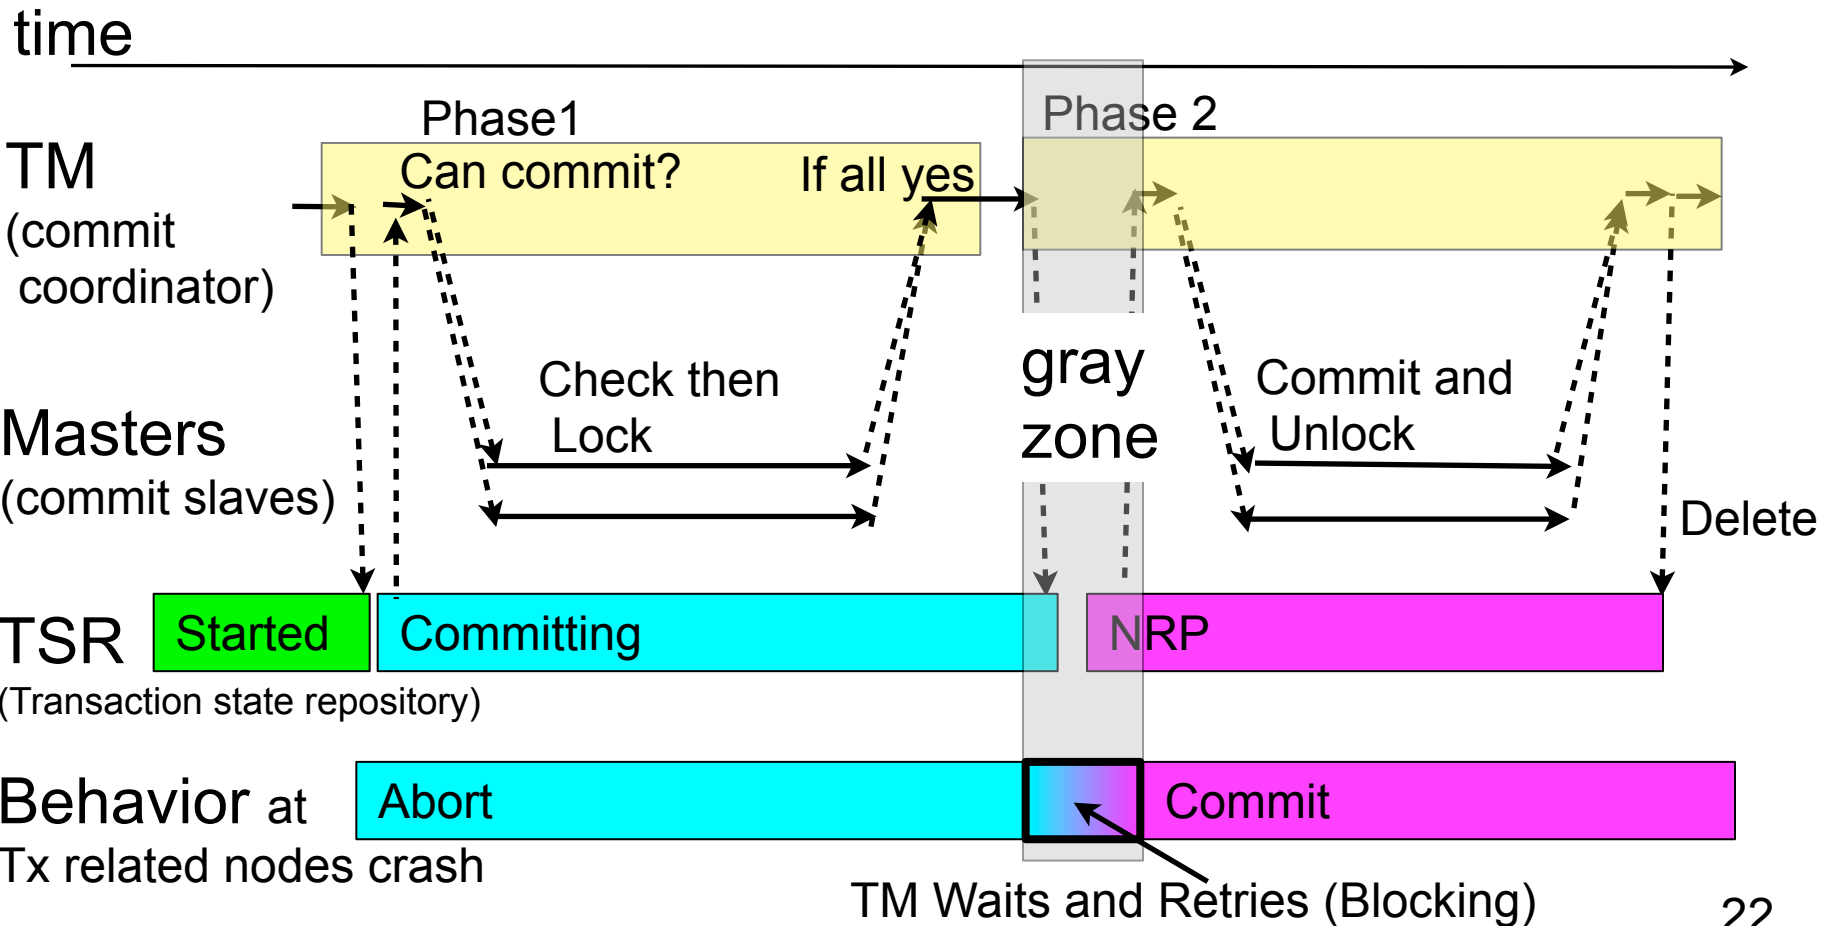 time
Phase1
Phase 2
TM
Can commit?
If all yes
(commit
coordinator)
gray
zone
Check then
Lock
Commit and
Unlock
Masters
(commit slaves)
Delete
TSR
Started
Committing
NRP
(Transaction state repository)
Behavior at
Tx related nodes crash
Abort
Commit
TM Waits and Retries (Blocking)
22